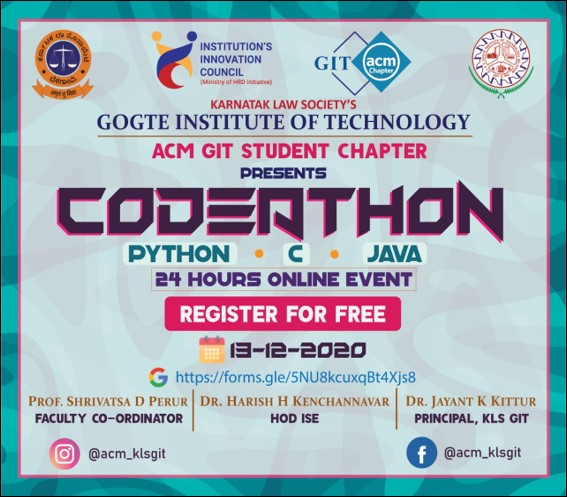 INSTITUTION'S
INNOVATION
COUNCIL
(Ministry of HRD Initiative)
GIT acm
Chapter
KARNATAK LAW SOCIETY'S
GOGTE INSTITUTE OF TECHNOLOGY
ACM GIT STUDENT CHAPTER
PRESENTS
CODEATHON
PYTHON • C • JAVA
24 HOURS ONLINE EVENT
REGISTER FOR FREE
13-12-2020
https://forms.gle/5NU8kcuxqBt4Xjs8
PROF. SHRIVATSA D PERUR
FACULTY CO-ORDINATOR
DR. HARISH H KENCHANNAVAR
HOD ISE
DR. JAYANT K KITTUR
PRINCIPAL, KLS GIT
@acm_klsgit
@acm_klsgit